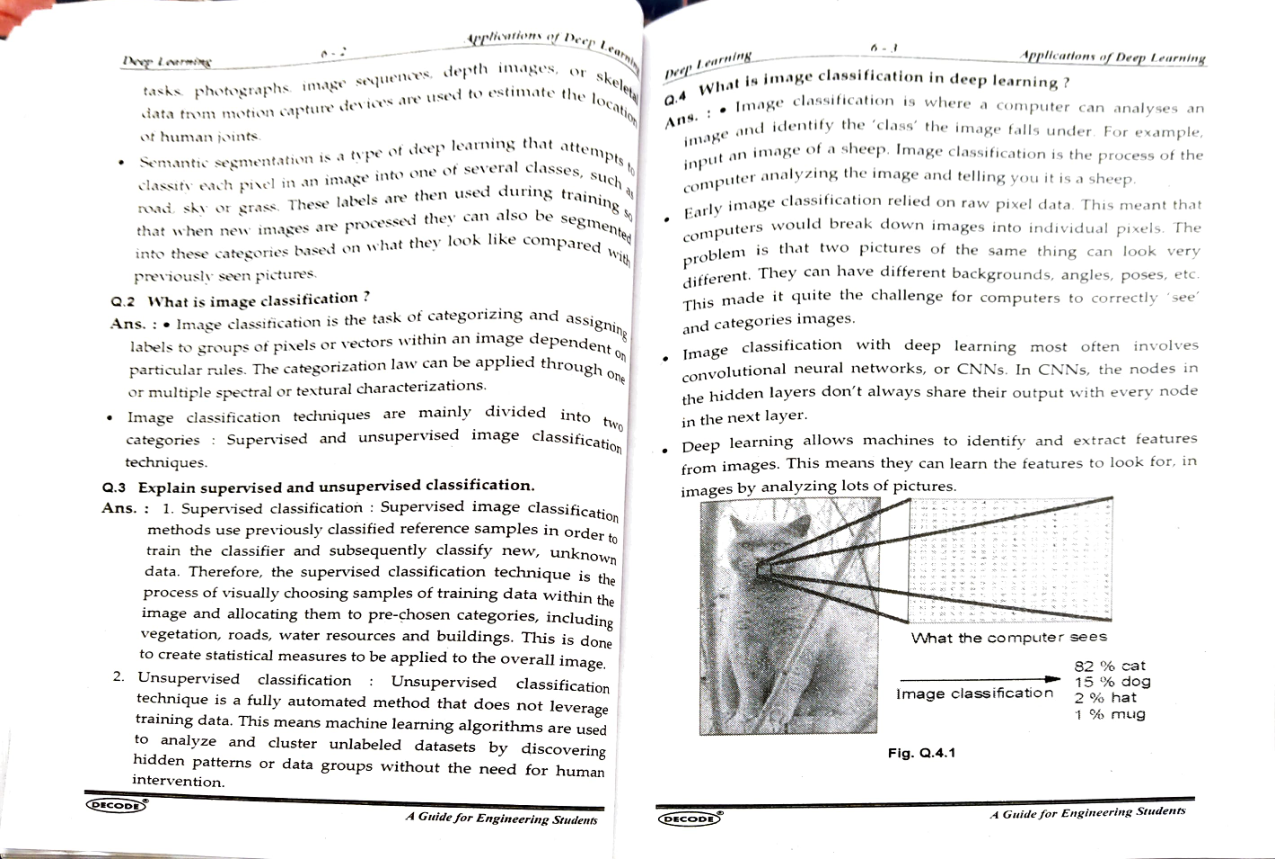 Deep Learning 6 - 2 Applications of Deep Learning
tasks, photographs, image sequences, depth images, or skeletal
data from motion capture devices are used to estimate the location
of human joints.
• Semantic segmentation is a type of deep learning that attempts to
classify each pixel in an image into one of several classes, such as
road, sky or grass. These labels are then used during training so
that when new images are processed they can also be segmented
into these categories based on what they look like compared with
previously seen pictures.
Q.2 What is image classification ?
Ans. : • Image classification is the task of categorizing and assigning
labels to groups of pixels or vectors within an image dependent on
particular rules. The categorization law can be applied through one
or multiple spectral or textural characterizations.
• Image classification techniques are mainly divided into two
categories : Supervised and unsupervised image classification
techniques.
Q.3 Explain supervised and unsupervised classification.
Ans. : 1. Supervised classification : Supervised image classification
methods use previously classified reference samples in order to
train the classifier and subsequently classify new, unknown
data. Therefore, the supervised classification technique is the
process of visually choosing samples of training data within the
image and allocating them to pre-chosen categories, including
vegetation, roads, water resources and buildings. This is done
to create statistical measures to be applied to the overall image.
2. Unsupervised classification : Unsupervised classification
technique is a fully automated method that does not leverage
training data. This means machine learning algorithms are used
to analyze and cluster unlabeled datasets by discovering
hidden patterns or data groups without the need for human
intervention.
DECODE®
A Guide for Engineering Students
Deep Learning 6 - 3 Applications of Deep Learning
Q.4 What is image classification in deep learning ?
Ans. : • Image classification is where a computer can analyses an
image and identify the 'class' the image falls under. For example,
input an image of a sheep. Image classification is the process of the
computer analyzing the image and telling you it is a sheep.
• Early image classification relied on raw pixel data. This meant that
computers would break down images into individual pixels. The
problem is that two pictures of the same thing can look very
different. They can have different backgrounds, angles, poses, etc.
This made it quite the challenge for computers to correctly 'see'
and categories images.
• Image classification with deep learning most often involves
convolutional neural networks, or CNNs. In CNNs, the nodes in
the hidden layers don't always share their output with every node
in the next layer.
• Deep learning allows machines to identify and extract features
from images. This means they can learn the features to look for, in
images by analyzing lots of pictures.
What the computer sees
Image classification
82 % cat
15 % dog
2 % hat
1 % mug
Fig. Q.4.1
DECODE®
A Guide for Engineering Students